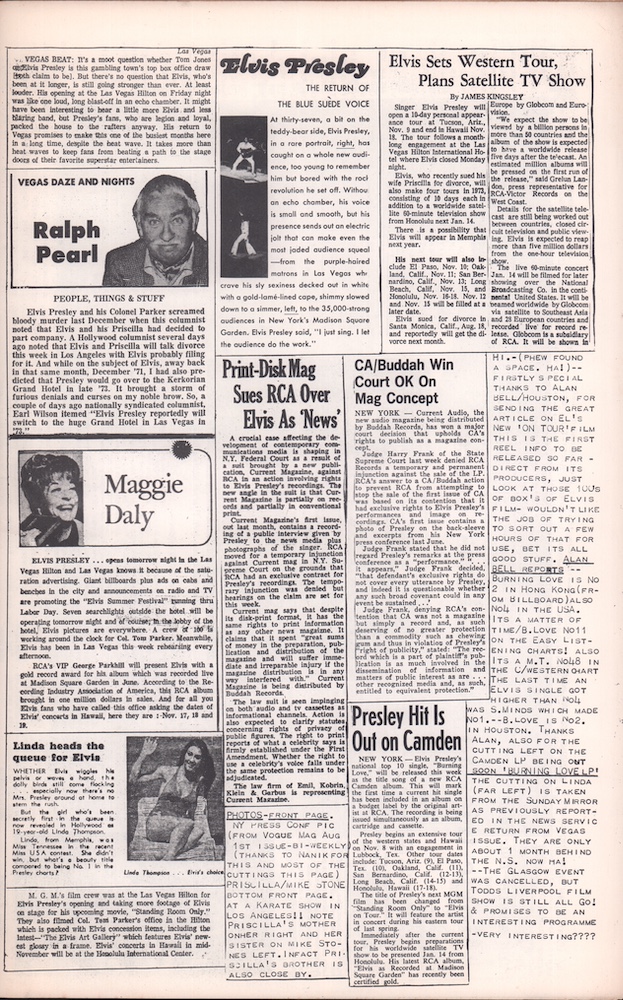 Las Vegas
.. VEGAS BEAT: It's a moot question whether Tom Jones
or Elvis Presley is this gambling town's top box office draw
(both claim to be). But there's no question that Elvis, who's
been at it longer, is still going stronger than ever. At least
louder. His opening at the Las Vegas Hilton on Friday night
was like one loud, long blast-off in an echo chamber. It might
have been interesting to hear a little more Elvis and less
blaring band, but Presley's fans, who are legion and loyal,
packed the house to the rafters anyway. His return to
Vegas promises to make this one of the busiest months here
in a long time, despite the heat wave. It takes more than
heat waves to keep fans from beating a path to the stage
doors of their favorite superstar entertainers.
VEGAS DAZE AND NIGHTS
Ralph
Pearl
PEOPLE, THINGS & STUFF
Elvis Presley and his Colonel Parker screamed
bloody murder last December when this columnist
noted that Elvis and his Priscilla had decided to
part company. A Hollywood columnist several days
ago noted that Elvis and Priscilla will talk divorce
this week in Los Angeles with Elvis probably filing
for it. And while on the subject of Elvis, away back
in that same month, December '71, I had also pre-
dicted that Presley would go over to the Kerkorian
Grand Hotel in late '73. It brought a storm of
furious denials and curses on my noble brow. So, a
couple of days ago nationally syndicated columnist,
Earl Wilson itemed "Elvis Presley reportedly will
switch to the huge Grand Hotel in Las Vegas in
'73."
Maggie
Daly
ELVIS PRESLEY . . . opens tomorrow night in the Las
Vegas Hilton and Las Vegas knows it because of the satu-
ration advertising. Giant billboards plus ads on cabs and
benches in the city and announcements on radio and TV
are promoting the "Elvis Summer Festival" running thru
Labor Day. Seven searchlights outside the hotel will be
operating tomorrow night and of course, in the lobby of the
hotel, Elvis pictures are everywhere. A crew of is
working around the clock for Col. Tom Parker. Meanwhile,
Elvis has been in Las Vegas this week rehearsing every
afternoon.
RCA's VIP George Parkhill will present Elvis with a
gold record award for his album which was recorded live
at Madison Square Garden in June. According to the Re-
cording Industry Association of America, this RCA album
brought in one million dollars in sales. And for all you
Elvis fans who have called this office asking the dates of
Elvis' concerts in Hawaii, here they are :-Nov. 17, 18 and
19.
Linda heads the
queue for Elvis
WHETHER Elvis wiggles his
pelvis or waves a hand, the
dolly birds still come flocking
. . . especially now there's no
Mrs. Presley around at home to
stem the rush.
But the girl who's been
secretly first in the queue is
now revealed in Hollywood as
19-year-old Linda Thompson.
Linda, from Memphis, was
Miss Tennessee in the recent
Miss USA contest. She didn't
win, but what's a beauty title
compared to being No. 1 in the
Presley charts?
Linda Thompson . . . Elvis's choice
M. G. M.'s film crew was at the Las Vegas Hilton for
Elvis Presley's opening and taking more footage of Elvis
on stage for his upcoming movie, "Standing Room Only."
They also filmed Col. Tom Parker's office in the Hilton
which is packed with Elvis concession items, including the
latest—"The Elvis Art Gallery" which features Elvis' new-
est glossy in a frame. Elvis' concerts in Hawaii in mid-
November will be at the Honolulu International Center.
Elvis Presley
THE RETURN OF
THE BLUE SUEDE VOICE
At thirty-seven, a bit on the
teddy-bear side, Elvis Presley,
in a rare portrait, right, has
caught on a whole new audi-
ence, too young to remember
him but bored with the rock
revolution he set off. Without
an echo chamber, his voice
is small and smooth, but his
presence sends out an electric
jolt that can make even the
most jaded audience squeal
—from the purple-haired
matrons in Las Vegas who
crave his sly sexiness decked out in white
with a gold-lamé-lined cape, shimmy slowed
down to a simmer, left, to the 35,000-strong
audiences in New York's Madison Square
Garden. Elvis Presley said, "I just sing. I let
the audience do the work."
Elvis Sets Western Tour,
Plans Satellite TV Show
By JAMES KINGSLEY
Singer Elvis Presley will
open a 10-day personal appear-
ance tour at Tucson, Ariz.,
Nov. 9 and end in Hawaii Nov.
18. The tour follows a month-
long engagement at the Las
Vegas Hilton International Ho-
tel where Elvis closed Monday
night.
Elvis, who recently sued his
wife Priscilla for divorce, will
also make four tours in 1973,
consisting of 10 days each in
addition to a worldwide satel-
lite 60-minute television show
from Honolulu next Jan. 14.
There is a possibility that
Elvis will appear in Memphis
next year.
His next tour will also in-
clude El Paso, Nov. 10; Oak-
land, Calif., Nov. 11; San Ber-
nardino, Calif., Nov. 13; Long
Beach, Calif, Nov. 15, and
Honolulu, Nov. 16-18. Nov. 12
and Nov. 15 will be filled at a
later date.
Elvis sued for divorce in
Santa Monica, Calif., Aug. 18,
and reportedly will get the di-
vorce next month.
Europe by Globcom and Euro-
vision.
"We expect the show to be
viewed by a billion persons in
more than 50 countries and the
album of the show is expected
to have a worldwide release
five days after the telecast. An
estimated million albums will
be pressed on the first run of
the release," said Grelun Lan-
don, press representative for
RCA-Victor Records on the
West Coast.
Details for the satellite tele-
cast are still being worked out
between countries, closed cir-
cuit television and public view-
ing. Elvis is expected to reap
more than five million dollars
from the one-hour television
show.
The live 60-minute concert
Jan. 14 will be filmed for later
showing over the National
Broadcasting Co. in the conti-
nental United States. It will be
beamed worldwide by Globcom
via satellite to Southeast Asia
and 28 European countries and
recorded live for record re-
lease. Globcom is a subsidiary
of RCA. It will be shown in
Print-Disk Mag
Sues RCA Over
Elvis As 'News'
A crucial case affecting the de-
velopment of contemporary com-
munications media is shaping in
N.Y. Federal Court as a result of
a suit brought by a new publi-
cation, Current Magazine, against
RCA in an action involving rights
to Elvis Presley's recordings. The
new angle in the suit is that Cur-
rent Magazine is partially on rec-
ords and partially in conventional
print.
Current Magazine's first issue,
out last month, contains a record-
ing of a public interview given by
Presley to the news media plus
photographs of the singer. RCA
moved for a temporary injunction
against Current mag in N.Y. Su-
preme Court on the grounds that
RCA had an exclusive contract for
Presley's recordings. The tempo-
rary injunction was denied but
hearings on the claim are set for
this week.
Current mag says that despite
its disk-print format, it has the
same rights to print information
as any other news magazine. It
claims that it spent "great sums
of money in the preparation, pub-
lication and distribution of the
magazine and will suffer imme-
diate and irreparable injury if the
magazine distribution is in any
way interfered with." Current
Magazine is being distributed by
Buddah Records.
The law suit is seen impinging
on both audio and tv cassettes as
informational channels. Action is
also expected to clarify statutes
concerning rights of privacy of
public figures. The right to print
reports of what a celebrity says is
firmly established under the First
Amendment. Whether the right to
use a celebrity's voice falls under
the same protection remains to be
adjudicated.
The law firm of Emil, Kobrin,
Klein & Garbus is representing
Current Magazine.
PHOTOS-FRONT PAGE.
NY PRESS CONF PIC
(FROM VOGUE MAG AUG
1ST ISSUE-BI-WEEKLY)
(THANKS TO NANIK FOR
THIS AND MOST OF THE
CUTTINGS THIS PAGE)
PRISCILLA/MIKE STONE
BOTTOM FRONT PAGE.
AT A KARATE SHOW IN
LOS ANGELES!! NOTE
PRISCILLA'S MOTHER
ONHER RIGHT AND HER
SISTER ON MIKE STO-
NES LEFT. INFACT PRI-
SCILLA'S BROTHER IS
ALSO CLOSE BY.
CA/Buddah Win
Court OK On
Mag Concept
NEW YORK — Current Audio, the
new audio magazine being distributed
by Buddah Records, has won a major
court decision that upholds CA's
rights to publish as a magazine con-
cept.
Judge Harry Frank of the State
Supreme Court last week denied RCA
Records a temporary and permanent
injunction against the sale of the LP.
RCA's answer to a CA/Buddah action
to prevent RCA from attempting to
stop the sale of the first issue of CA
was based on its contention that it
had exclusive rights to Elvis Presley's
performances and image on re-
cordings. CA's first issue contains a
photo of Presley on the back-sleeve
and excerpts from his New York
press conference last June.
Judge Frank stated that he did not
regard Presley's remarks at the press
conference as a "performance." "...
it appears," Judge Frank decided,
"that defendant's exclusive rights do
not cover every utterance by Presley,
and indeed it is questionable whether
any such broad covenant could in any
event be sustained ...."
Judge Frank, denying RCA's con-
tention that CA was not a magazine
but simply a record and, as such
deserving of no greater protection
than a commodity such as chewing
gum and thus in violation of Presley's
"right of publicity," stated: "The rec-
ord which is a part of plaintiff's pub-
lication is as much involved in the
dissemination of information and
matters of public interest as are ...
other recognized media and, as such,
entitled to equivalent protection."
Presley Hit Is
Out on Camden
NEW YORK — Elvis Presley's
national top 10 single, "Burning
Love," will be released this week
as the title song of a new RCA
Camden album. This will mark
the first time a current hit single
has been included in an album on
a budget label by the original art-
ist at RCA. The recording is being
issued simultaneously as an album,
cartridge and cassette.
Presley begins an extensive tour
of the western states and Hawaii
on Nov. 8 with an engagement in
Lubbock, Tex. Other tour dates
include: Tucson, Ariz. (9), El Paso,
Tex. (10), Oakland, Calif. (11),
San Bernardino, Calif. (12-13),
Long Beach, Calif. (14-15) and
Honolulu, Hawaii (17-18).
The title of Presley's next MGM
film has been changed from
"Standing Room Only" to "Elvis
on Tour." It will feature the artist
in concert during his eastern tour
of last spring.
Immediately after the current
tour, Presley begins preparations
for his worldwide satellite TV
show to be presented Jan. 14 from
Honolulu. His latest RCA album,
"Elvis as Recorded at Madison
Square Garden" has recently been
certified gold.
HI.-(PHEW FOUND
A SPACE. HA!)--
FIRSTLY SPECIAL
THANKS TO ALAN
BELL/HOUSTON, FOR
SENDING THE GREAT
ARTICLE ON EL'S
NEW 'ON TOUR' FILM
THIS IS THE FIRST
REEL INFO TO BE
RELEASED SO FAR -
DIRECT FROM ITS
PRODUCERS, JUST
LOOK AT THOSE 100S
OF BOX'S OF ELVIS
FILM- WOULDN'T LIKE
THE JOB OF TRYING
TO SORT OUT A FEW
HOURS OF THAT FOR
USE, BET ITS ALL
GOOD STUFF. ALAN
BELL REPORTS
BURNING LOVE IS NO
2 IN HONG KONG(FR-
OM BILLBOARD)ALSO
NO4 IN THE USA.
ITS A MATTER OF
TIME/B.LOVE NO11
ON THE EASY LIST-
ENING CHARTS! ALSO
ITS A M.T. NO48 IN
THE C/WESTERN CHART
THE LAST TIME AN
ELVIS SINGLE GOT
HIGHER THAN NO4
WAS S.MINDS WHICH MADE
NO1.--B.LOVE IS NO2.
IN HOUSTON. THANKS
ALAN, ALSO FOR THE
CUTTING LEFT ON THE
CAMDEN LP BEING OUT
SOON 'BURNING LOVE LP'
THE CUTTING ON LINDA
(FAR LEFT) IS TAKEN
FROM THE SUNDAY MIRROR
AS PREVIOUSLY REPORT-
ED IN THE NEWS SERVIC
E RETURN FROM VEGAS
ISSUE. THEY ARE ONLY
ABOUT 1 MONTH BEHIND
THE N.S. NOW HA!
--THE GLASGOW EVENT
WAS CANCELLED, BUT
TODDS LIVERPOOL FILM
SHOW IS STILL ALL GO!
& PROMISES TO BE AN
INTERESTING PROGRAMME
-VERY INTERESTING????